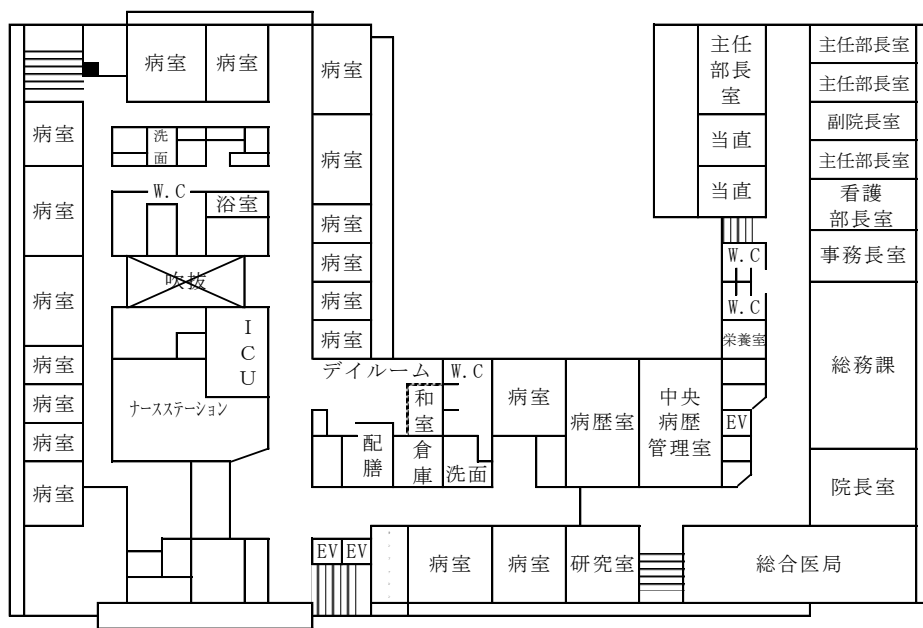 病室
病室
病室
主任
部長
室
主任部長室
主任部長室
病室
洗
面
病室
当直
副院長室
主任部長室
病室
W.C
浴室
病室
当直
看護
部長室
吹抜
病室
W.C
事務長室
病室
病室
W.C
I
C
U
病室
栄養室
総務課
病室
デイルーム
W.C
病室
ナースステーション
和
室
病室
病歴室
中央
病歴
管理室
EV
病室
配
膳
倉
庫
洗面
病室
院長室
EV
EV
病室
病室
研究室
総合医局